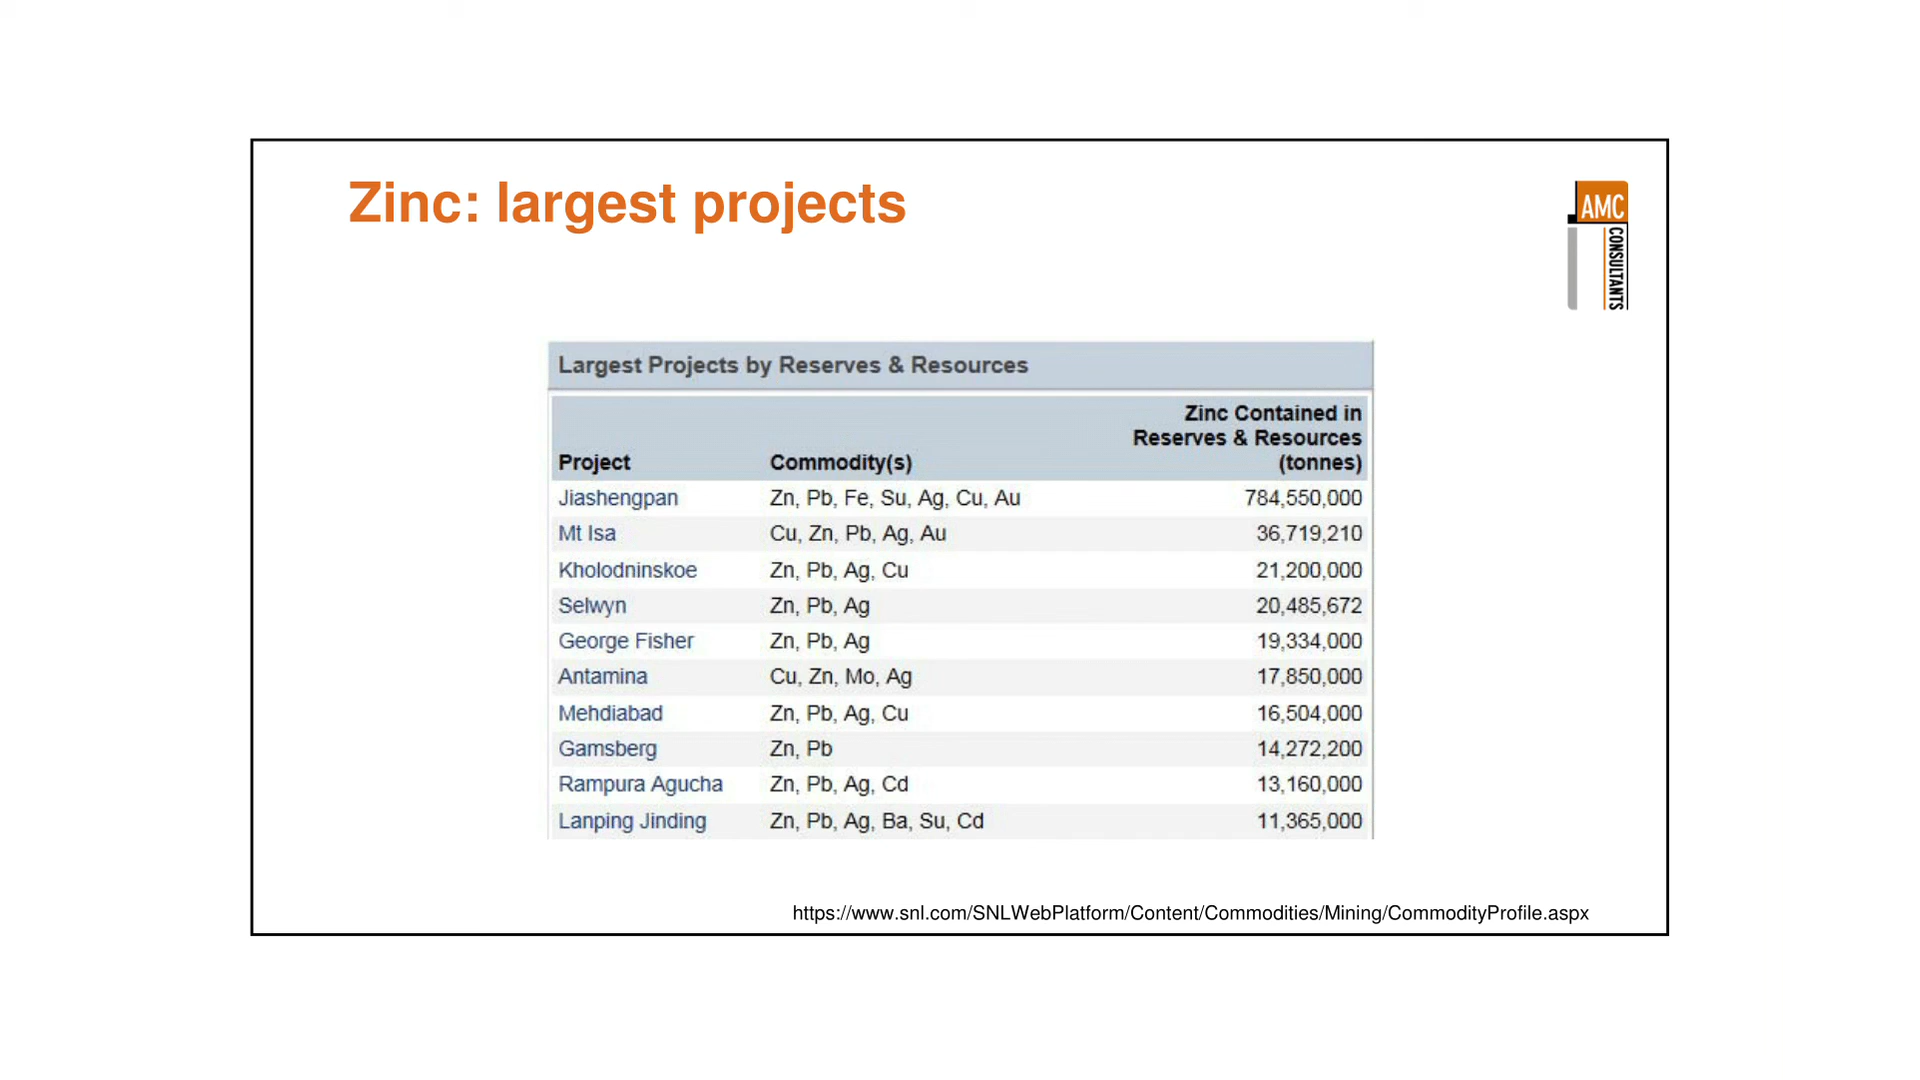 Zinc: largest projects
AMC
CONSULTANTS
Largest Projects by Reserves & Resources
Project Commodity(s) Zinc Contained in Reserves & Resources (tonnes)
Jiashengpan Zn, Pb, Fe, Su, Ag, Cu, Au 784,550,000
Mt Isa Cu, Zn, Pb, Ag, Au 36,719,210
Kholodninskoe Zn, Pb, Ag, Cu 21,200,000
Selwyn Zn, Pb, Ag 20,485,672
George Fisher Zn, Pb, Ag 19,334,000
Antamina Cu, Zn, Mo, Ag 17,850,000
Mehdiabad Zn, Pb, Ag, Cu 16,504,000
Gamsberg Zn, Pb 14,272,200
Rampura Agucha Zn, Pb, Ag, Cd 13,160,000
Lanping Jinding Zn, Pb, Ag, Ba, Su, Cd 11,365,000
https://www.snl.com/SNLWebPlatform/Content/Commodities/Mining/CommodityProfile.aspx